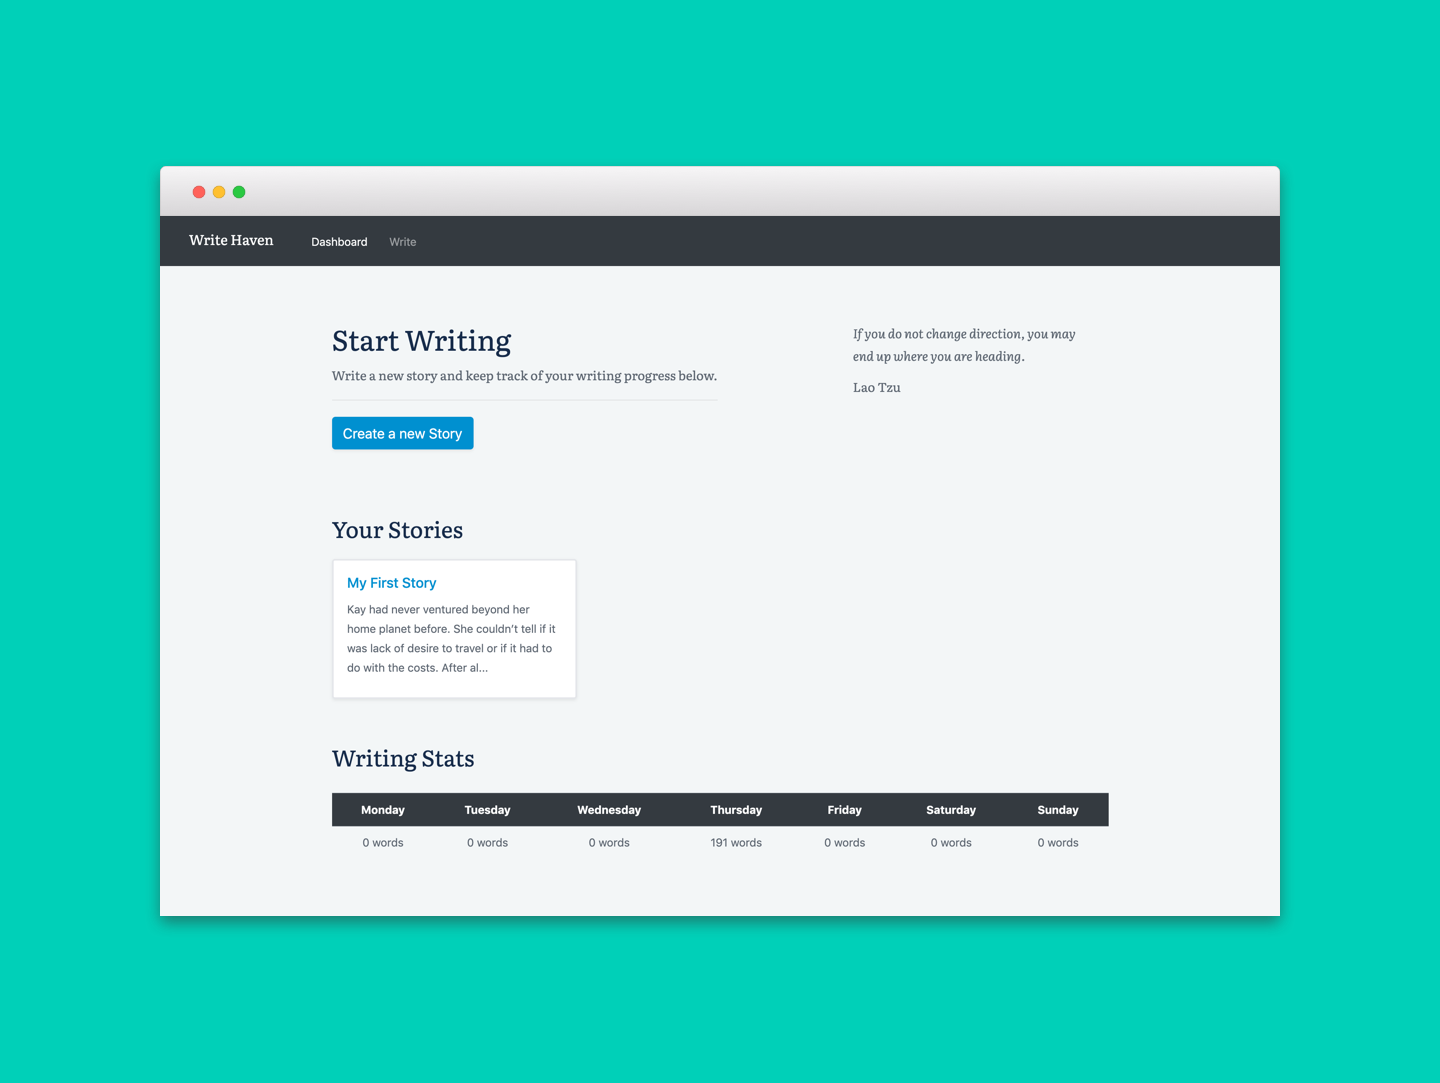 Write Haven
Dashboard
Write
Start Writing
Write a new story and keep track of your writing progress below.
Create a new Story
If you do not change direction, you may
end up where you are heading.
Lao Tzu
Your Stories
My First Story
Kay had never ventured beyond her
home planet before. She couldn’t tell if it
was lack of desire to travel or if it had to
do with the costs. After al...
Writing Stats
Monday Tuesday Wednesday Thursday Friday Saturday Sunday
0 words 0 words 0 words 191 words 0 words 0 words 0 words